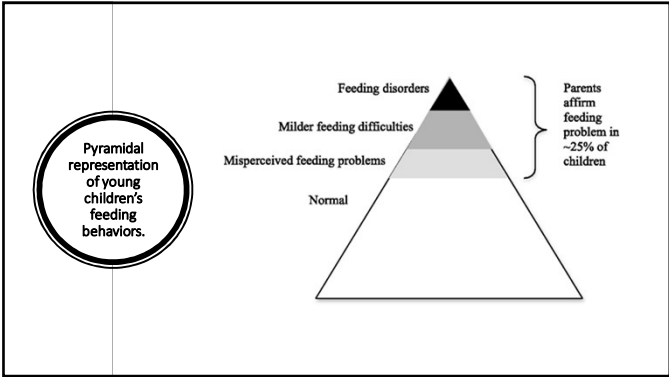 Pyramidal
representation
of young
children's
feeding
behaviors.
Feeding disorders
Milder feeding difficulties
Misperceived feeding problems
Normal
Parents
affirm
feeding
problem in
~25% of
children